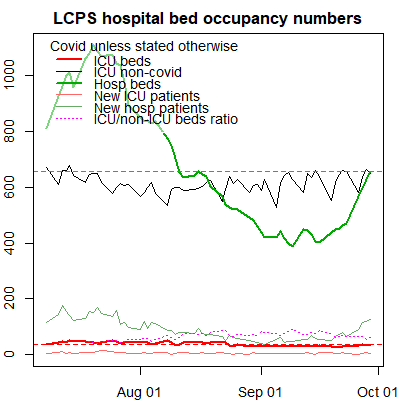 LCPS hospital bed occupancy numbers
Covid unless stated otherwise
ICU beds
ICU non-covid
Hosp beds
New ICU patients
New hosp patients
ICU/non-ICU beds ratio
1000
800
600
400
200
0
Aug 01
Sep 01
Oct 01